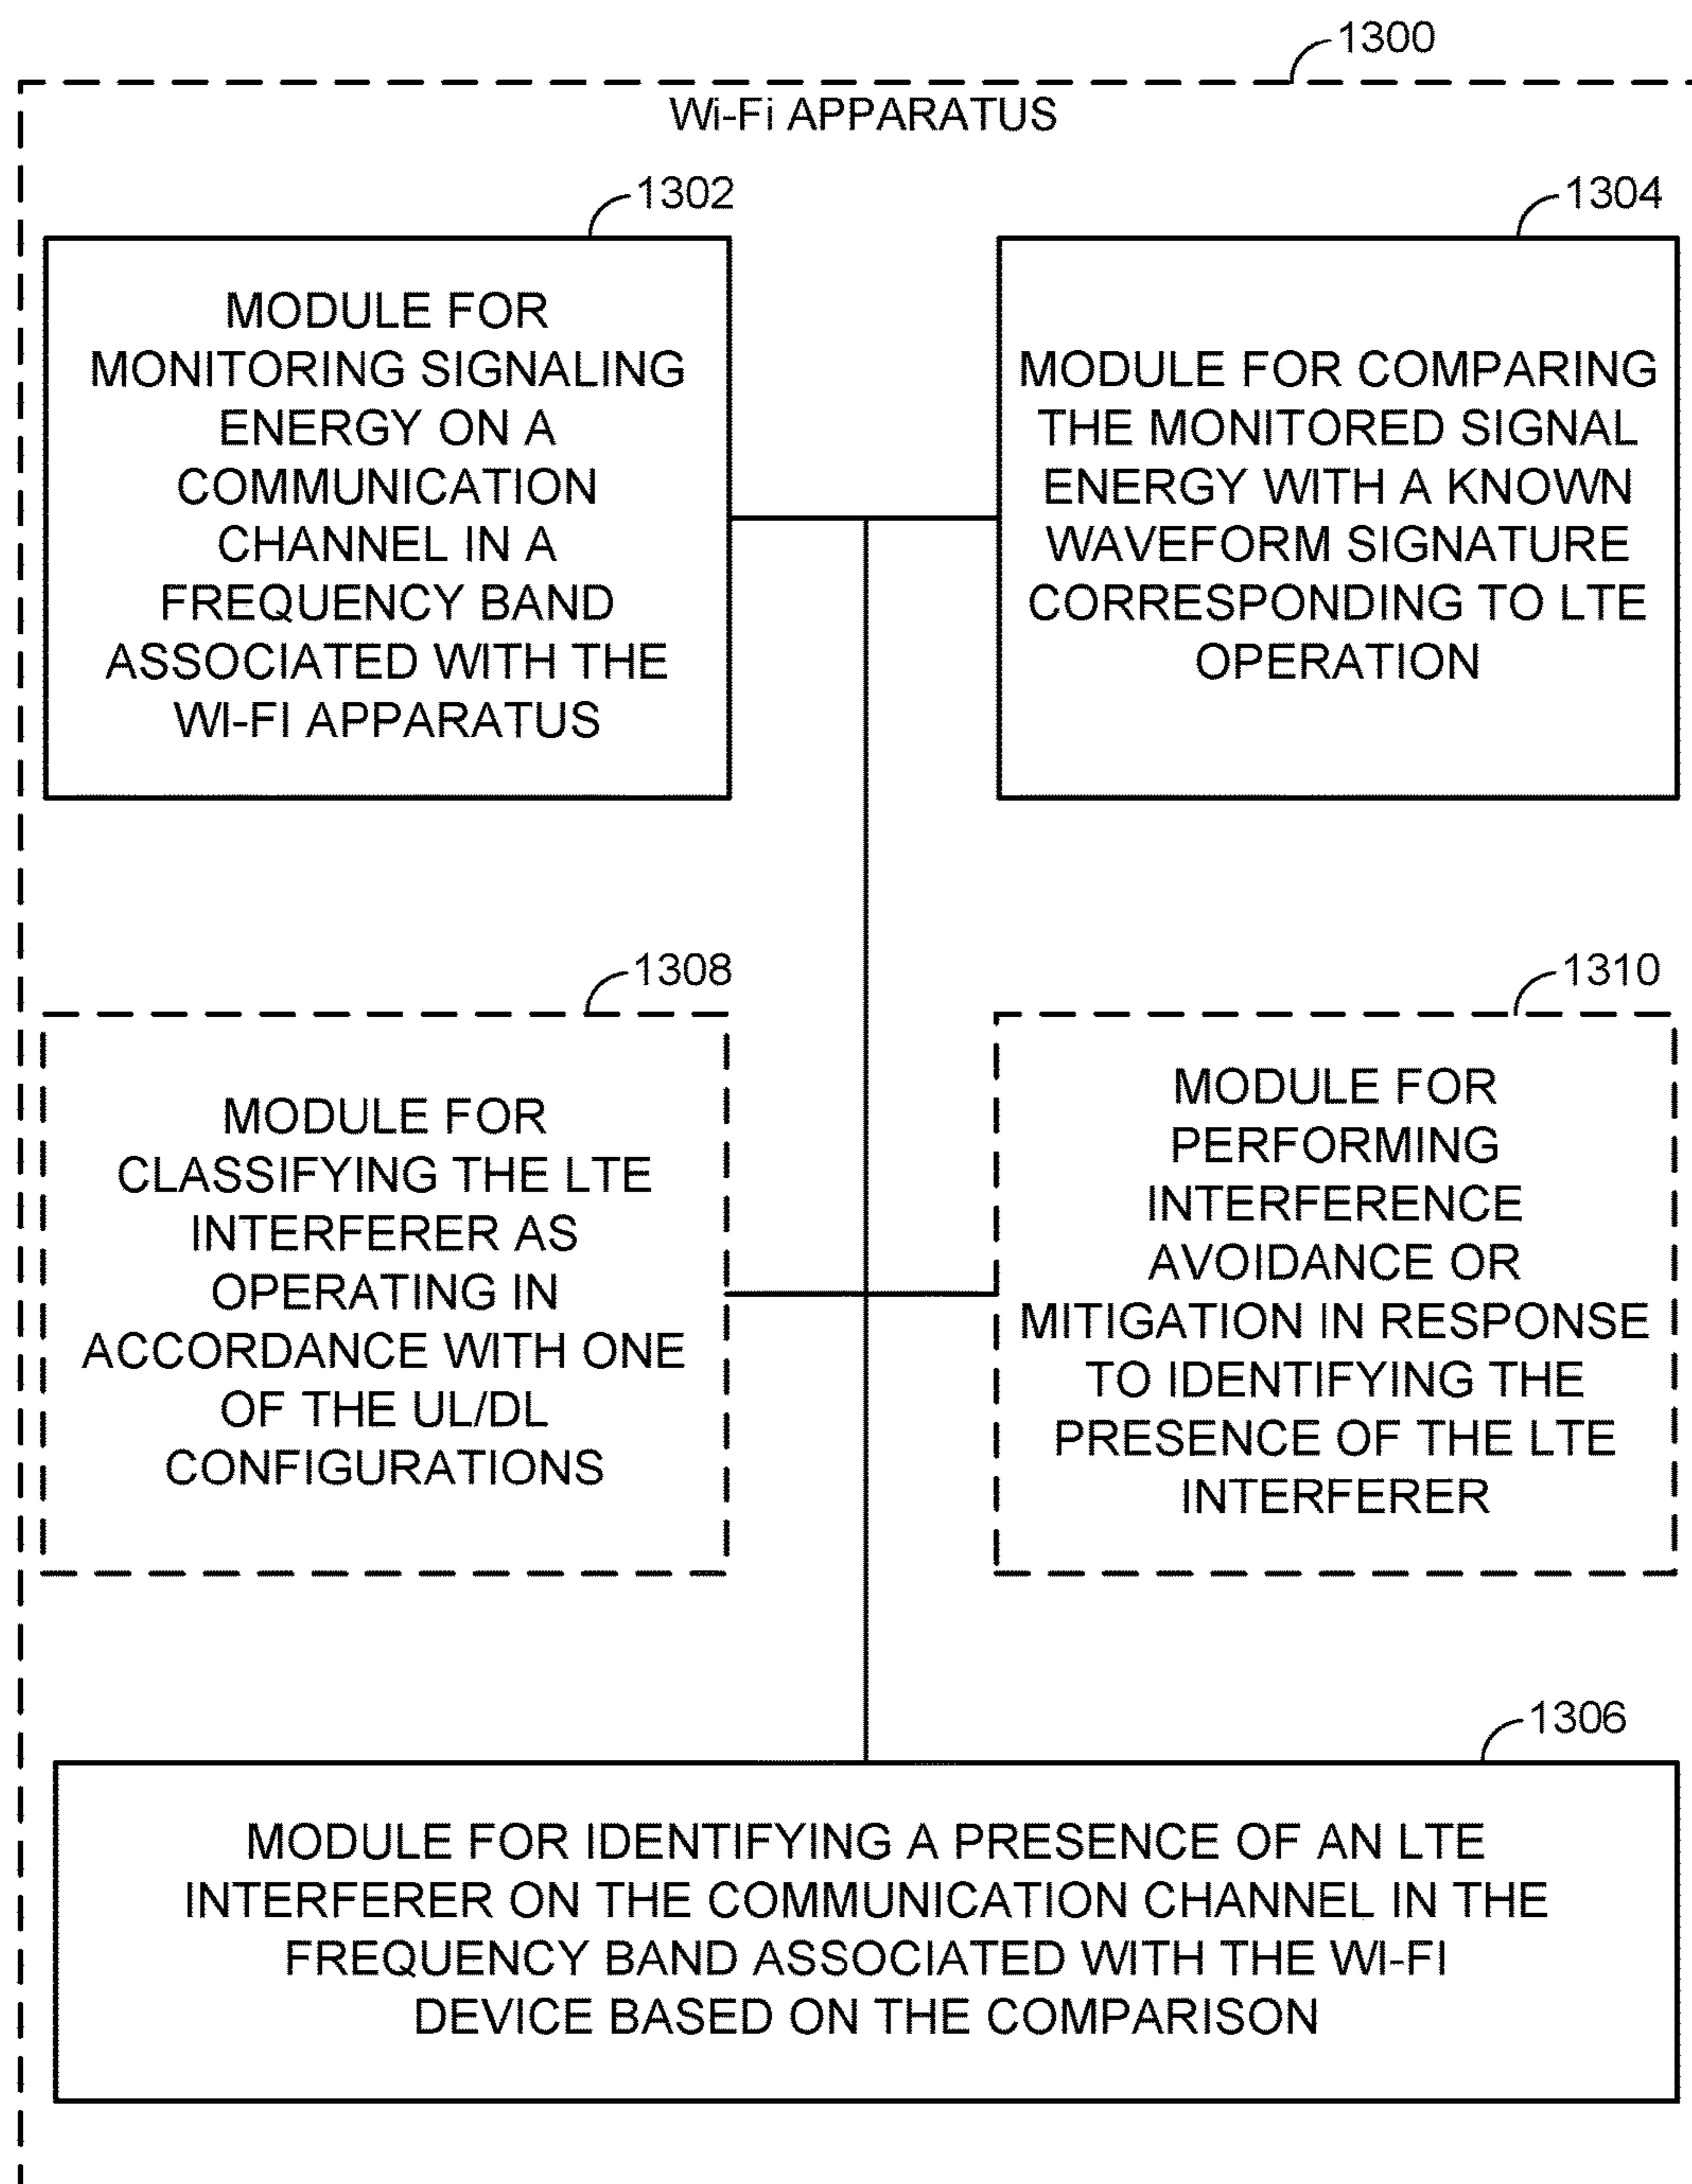 1300
Wi-Fi APPARATUS
1302
MODULE FOR
MONITORING SIGNALING
ENERGY ON A
COMMUNICATION
CHANNEL IN A
FREQUENCY BAND
ASSOCIATED WITH THE
WI-FI APPARATUS
1304
MODULE FOR COMPARING
THE MONITORED SIGNAL
ENERGY WITH A KNOWN
WAVEFORM SIGNATURE
CORRESPONDING TO LTE
OPERATION
1308
MODULE FOR
CLASSIFYING THE LTE
INTERFERER AS
OPERATING IN
ACCORDANCE WITH ONE
OF THE UL/DL
CONFIGURATIONS
1310
MODULE FOR
PERFORMING
INTERFERENCE
AVOIDANCE OR
MITIGATION IN RESPONSE
TO IDENTIFYING THE
PRESENCE OF THE LTE
INTERFERER
1306
MODULE FOR IDENTIFYING A PRESENCE OF AN LTE
INTERFERER ON THE COMMUNICATION CHANNEL IN THE
FREQUENCY BAND ASSOCIATED WITH THE WI-FI
DEVICE BASED ON THE COMPARISON